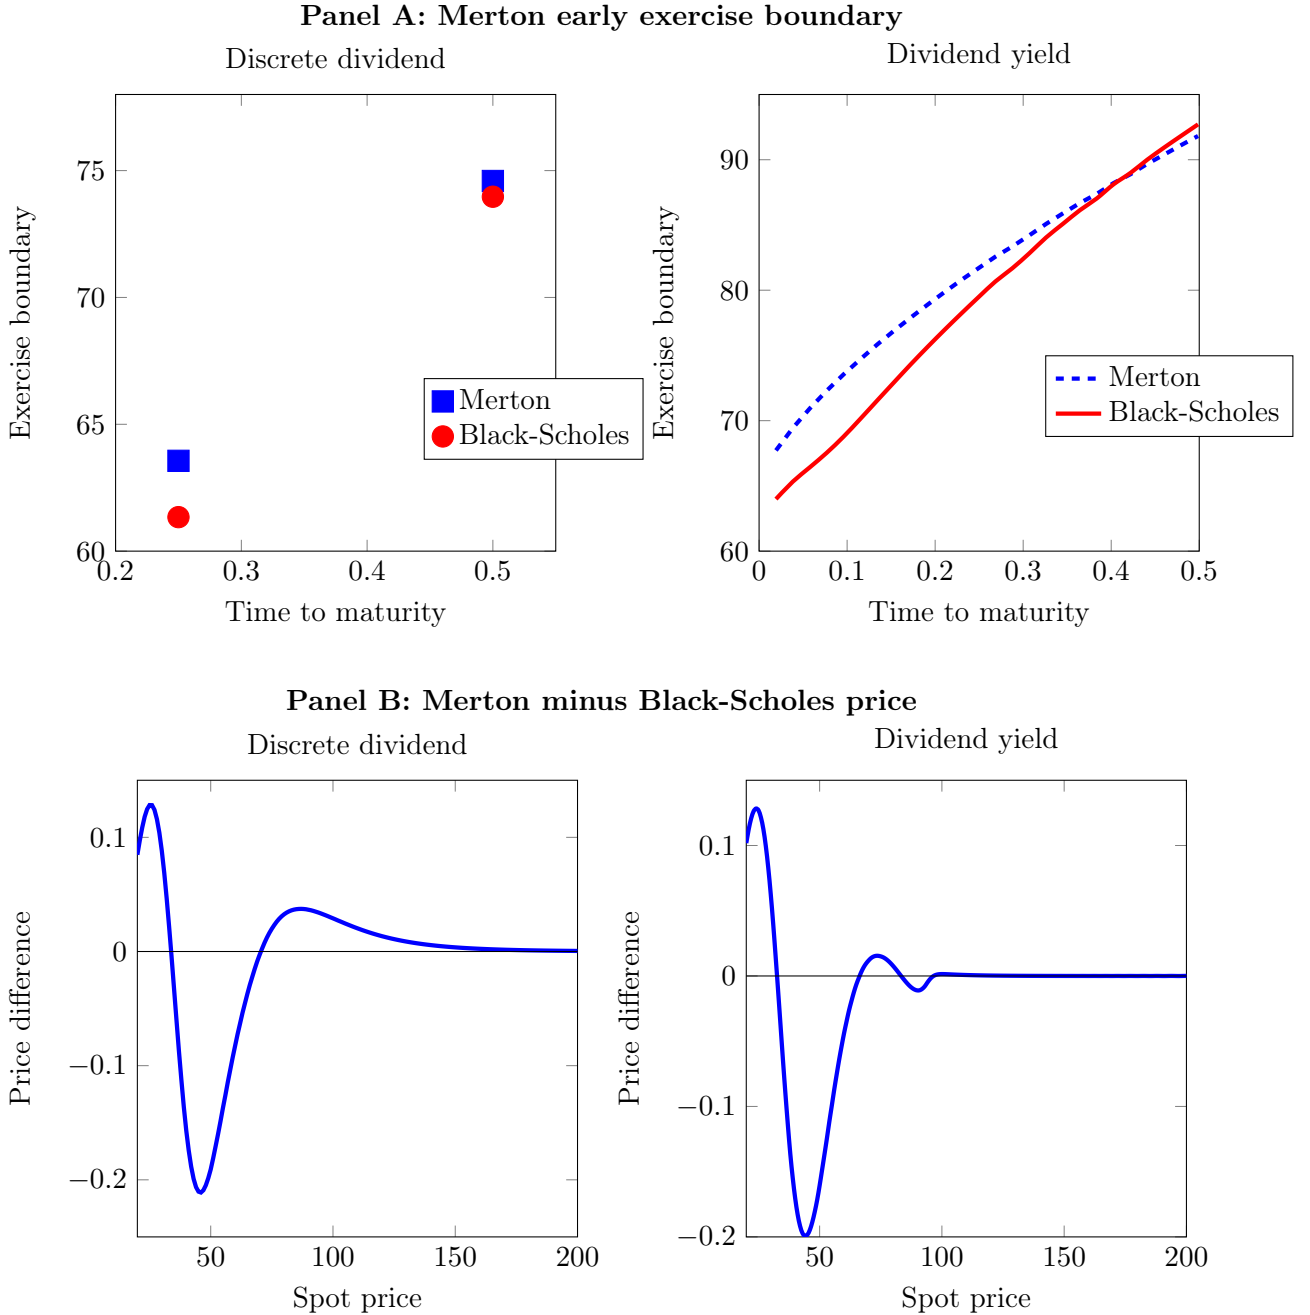 Panel A: Merton early exercise boundary
Discrete dividend
Exercise boundary
75
70
65
60
0.2
0.3
0.4
0.5
Time to maturity
Merton
Black-Scholes
Dividend yield
Exercise boundary
90
80
70
60
0
0.1
0.2
0.3
0.4
0.5
Time to maturity
Merton
Black-Scholes
Panel B: Merton minus Black-Scholes price
Discrete dividend
Price difference
0.1
0
−0.1
−0.2
50
100
150
200
Spot price
Dividend yield
Price difference
0.1
0
−0.1
−0.2
50
100
150
200
Spot price